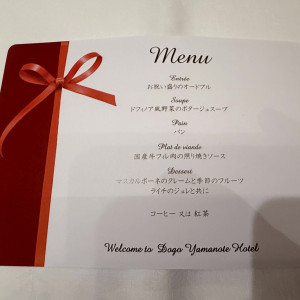 Menu
Entrée
お祝い盛りのオードブル
Soupe
ドフィノア風野菜のポタージュスープ
Pain
パン
Plat de viande
国産牛フル肉の照り焼きソース
Dessert
マスカルポーネのクレームと季節のフルーツ
ライチのジュレと共に
コーヒー 又は 紅茶
Welcome to Dogo Yamanote Hotel